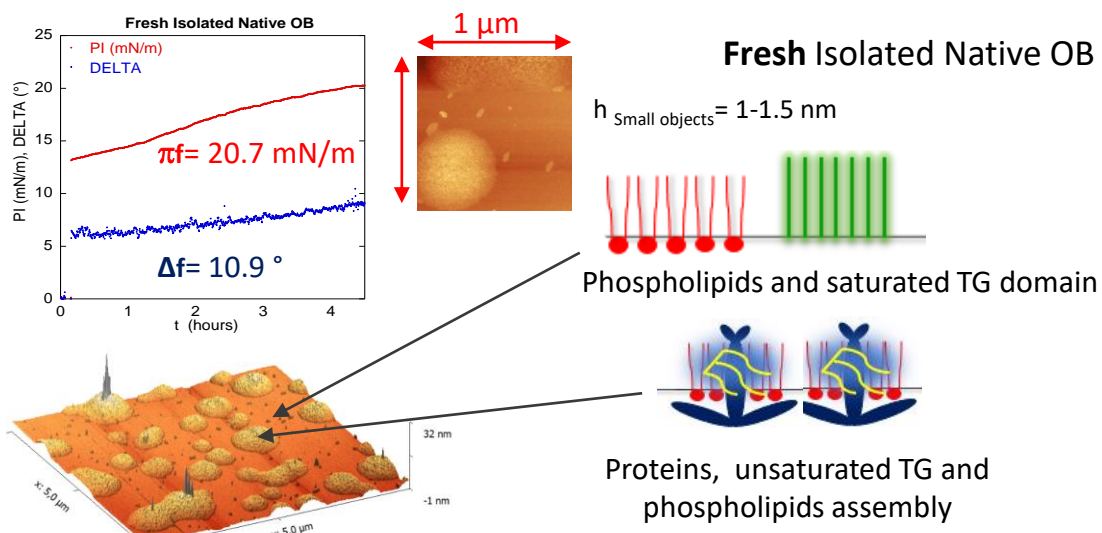 Fresh Isolated Native OB
25
20
15
10
5
0
PI (mN/m)
DELTA
PI (mN/m), DELTA (°)
πf= 20.7 mN/m
Δf= 10.9 °
0 1 2 3 4
t (hours)
1 µm
Fresh Isolated Native OB
h Small objects= 1-1.5 nm
Phospholipids and saturated TG domain
32 nm
-1 nm
x: 5,0 µm
:5,0 µm
Proteins, unsaturated TG and
phospholipids assembly